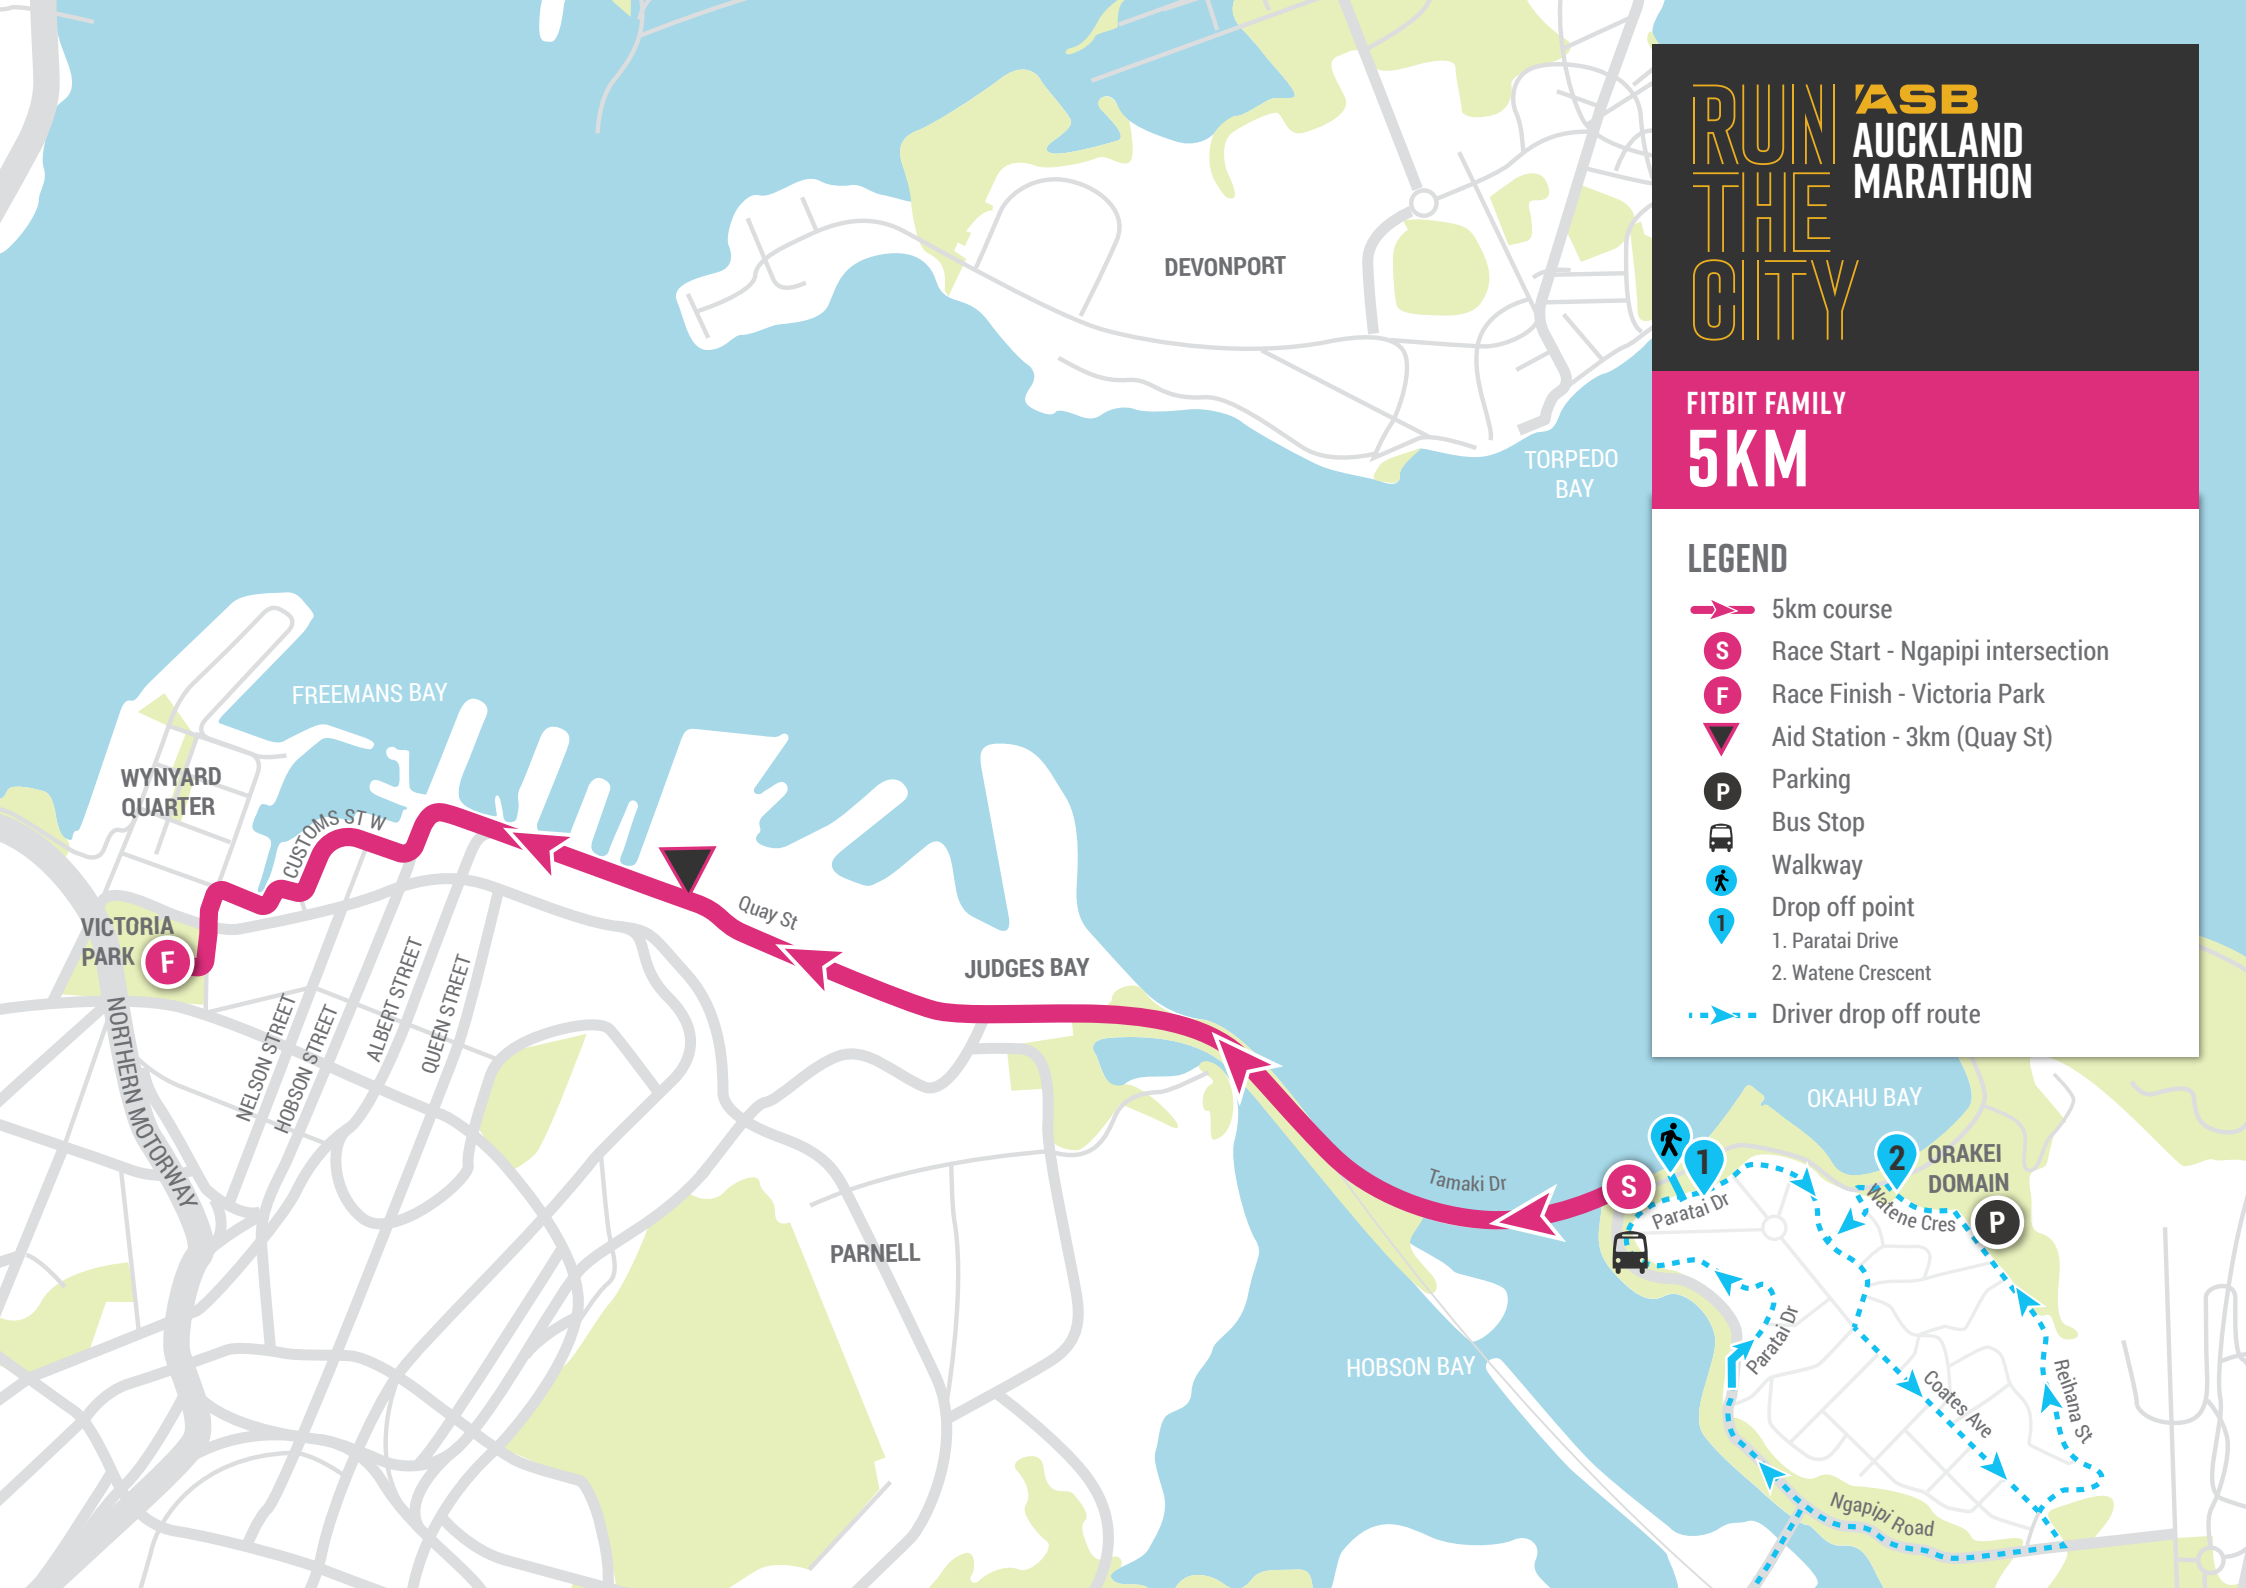 RUN
THE
CITY
ASB
AUCKLAND
MARATHON
FITBIT FAMILY
5KM
LEGEND
5km course
S Race Start - Ngapipi intersection
F Race Finish - Victoria Park
Aid Station - 3km (Quay St)
P Parking
Bus Stop
Walkway
1 Drop off point
1. Paratai Drive
2. Watene Crescent
Driver drop off route
DEVONPORT
TORPEDO
BAY
FREEMANS BAY
WYNYARD
QUARTER
CUSTOMS ST W
VICTORIA
PARK
F
Quay St
JUDGES BAY
NORTHERN MOTORWAY
NELSON STREET
HOBSON STREET
ALBERT STREET
QUEEN STREET
PARNELL
Tamaki Dr
HOBSON BAY
OKAHU BAY
S
1
2
ORAKEI
DOMAIN
P
Paratai Dr
Watene Cres
Paratai Dr
Coates Ave
Reihana St
Ngapipi Road